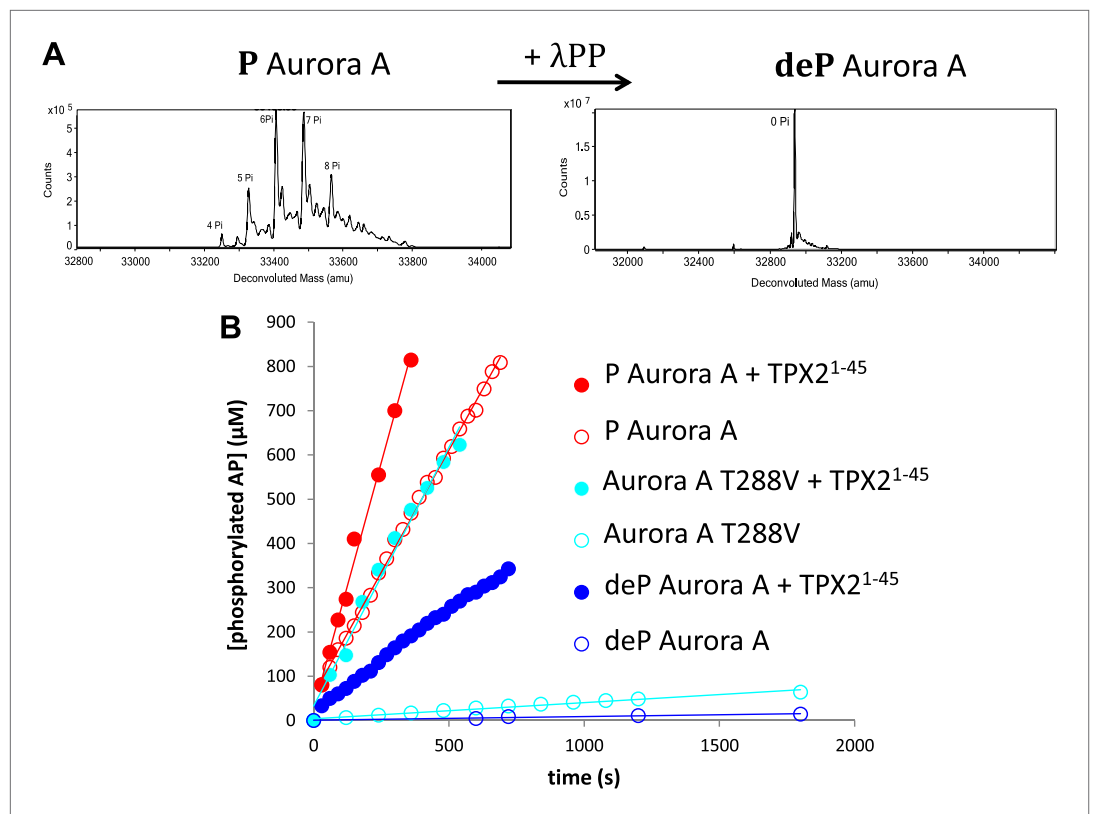 A
P Aurora A
+ λPP
deP Aurora A
x10 5
5
4
3
2
1
0
Counts
4 Pi
5 Pi
6Pi
7 Pi
8 Pi
32800 33000 33200 33400 33600 33800 34000
Deconvoluted Mass (amu)
x10 7
1.5
1
0.5
0
Counts
0 Pi
32000 32400 32800 33600 33600 34000
Deconvoluted Mass (amu)
B
900
800
700
600
500
400
300
200
100
0
[phosphorylated AP] (µM)
0 500 1000 1500 2000
time (s)
P Aurora A + TPX2¹⁻⁴⁵
P Aurora A
Aurora A T288V + TPX2¹⁻⁴⁵
Aurora A T288V
deP Aurora A + TPX2¹⁻⁴⁵
deP Aurora A